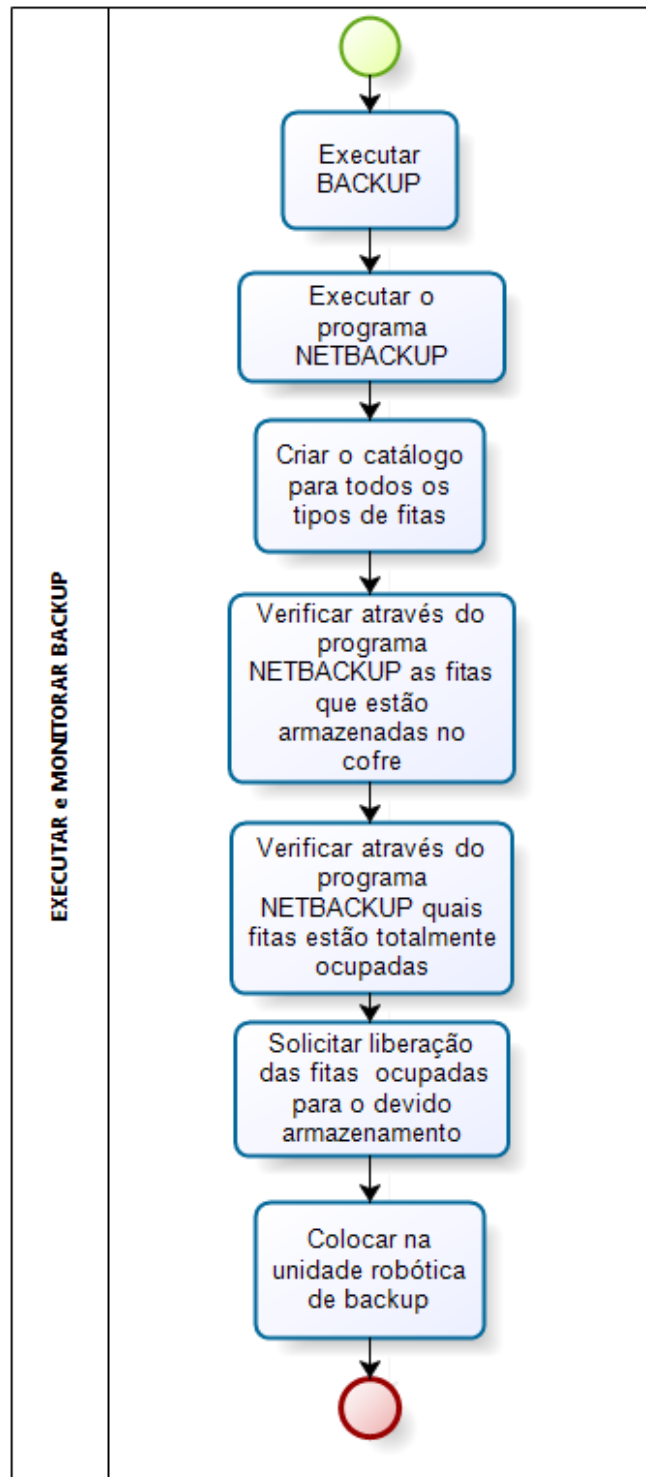 EXECUTAR e MONITORAR BACKUP
Executar
BACKUP
Executar o
programa
NETBACKUP
Criar o catálogo
para todos os
tipos de fitas
Verificar através do
programa
NETBACKUP as fitas
que estão
armazenadas no
cofre
Verificar através do
programa
NETBACKUP quais
fitas estão totalmente
ocupadas
Solicitar liberação
das fitas ocupadas
para o devido
armazenamento
Colocar na
unidade robótica
de backup